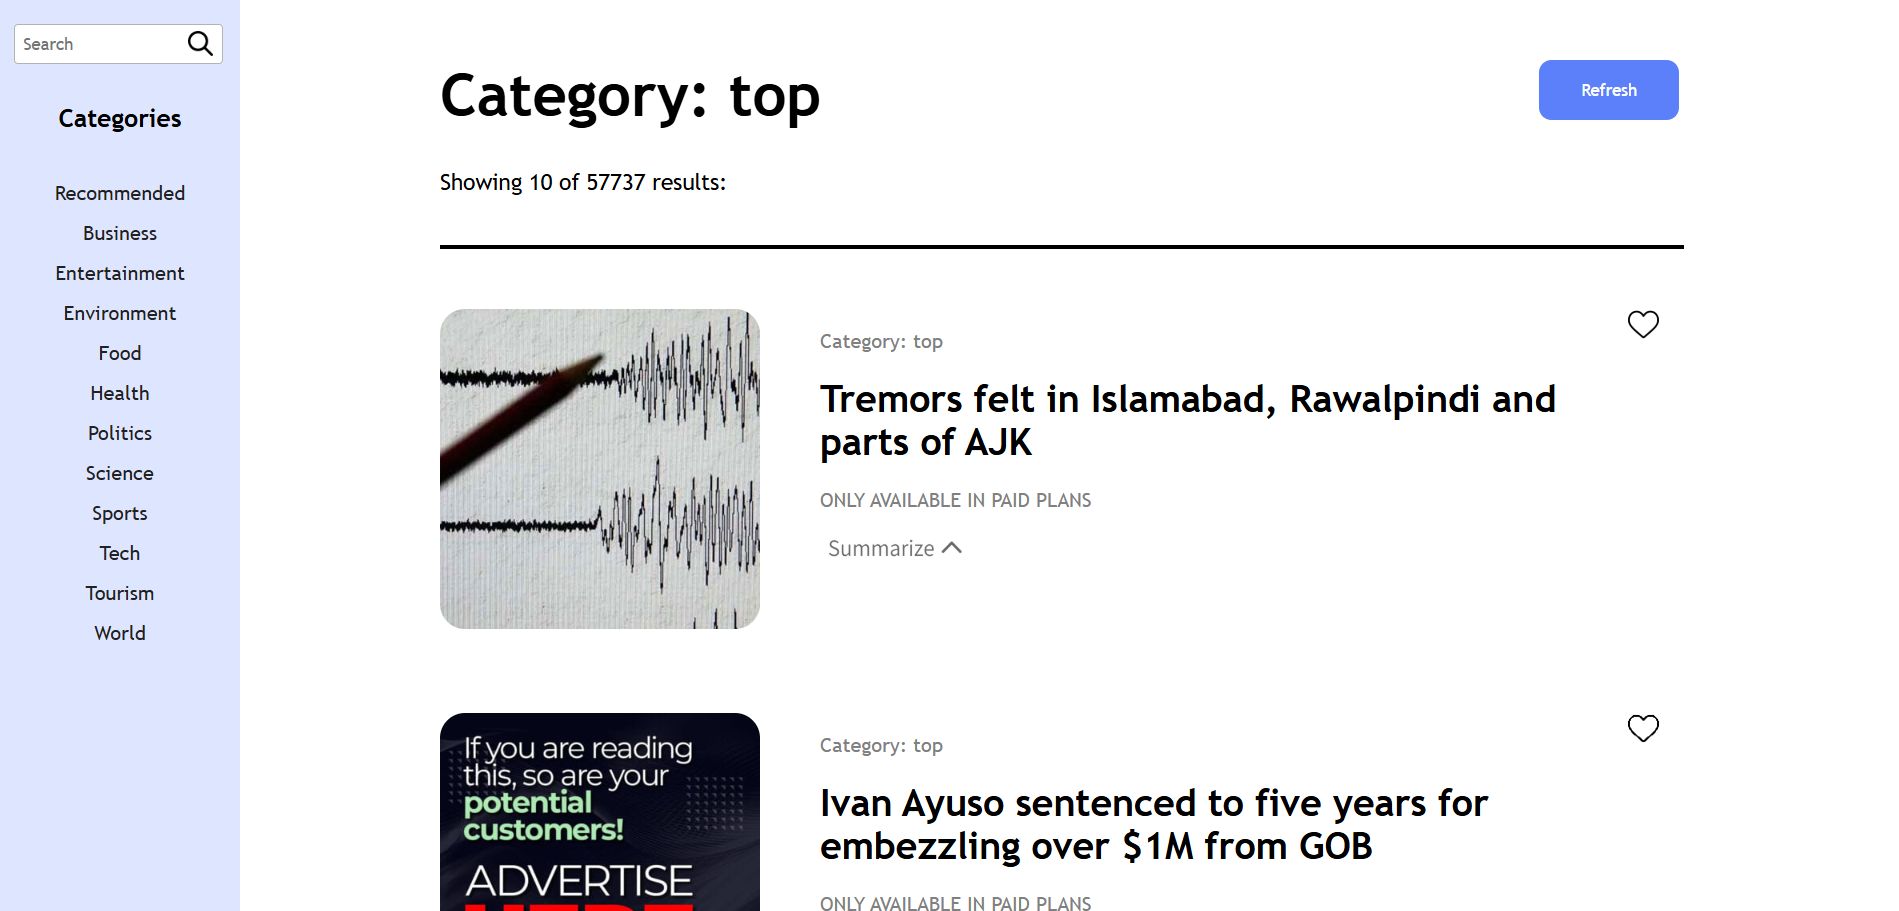 Search
Categories
Recommended
Business
Entertainment
Environment
Food
Health
Politics
Science
Sports
Tech
Tourism
World
Category: top
Refresh
Showing 10 of 57737 results:
Category: top
Tremors felt in Islamabad, Rawalpindi and
parts of AJK
ONLY AVAILABLE IN PAID PLANS
Summarize
If you are reading
this, so are your
potential
customers!
ADVERTISE
HERE
Category: top
Ivan Ayuso sentenced to five years for
embezzling over $1M from GOB
ONLY AVAILABLE IN PAID PLANS